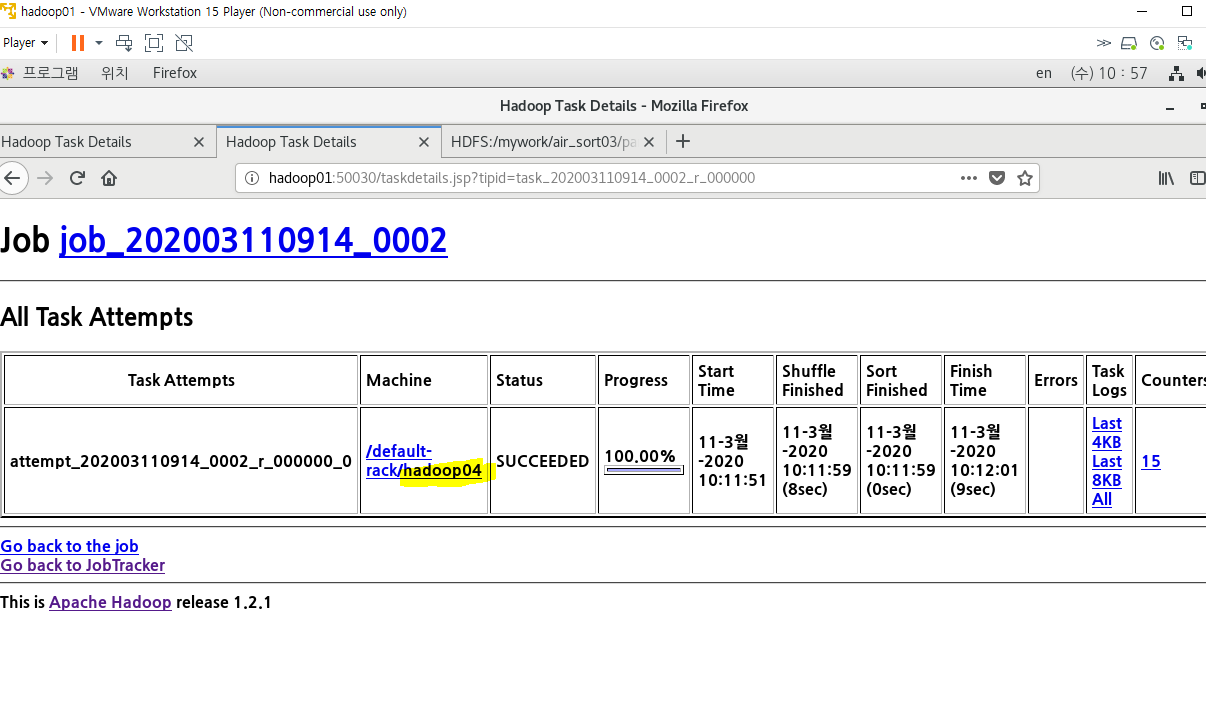 hadoop01 - VMware Workstation 15 Player (Non-commercial use only)
Player
프로그램 위치 Firefox en (수) 10 : 57
Hadoop Task Details - Mozilla Firefox
Hadoop Task Details Hadoop Task Details HDFS:/mywork/air_sort03/pa
hadoop01:50030/taskdetails.jsp?tipid=task_202003110914_0002_r_000000
Job job_202003110914_0002
All Task Attempts
Task Attempts
Machine
Status
Progress
Start
Time
Shuffle
Finished
Sort
Finished
Finish
Time
Errors
Task
Logs
Counters
attempt_202003110914_0002_r_000000_0
/default-
rack/hadoop04
SUCCEEDED
100.00%
11-3월
-2020
10:11:51
11-3월
-2020
10:11:59
(8sec)
11-3월
-2020
10:11:59
(0sec)
11-3월
-2020
10:12:01
(9sec)
Last
4KB
Last
8KB
All
15
Go back to the job
Go back to JobTracker
This is Apache Hadoop release 1.2.1